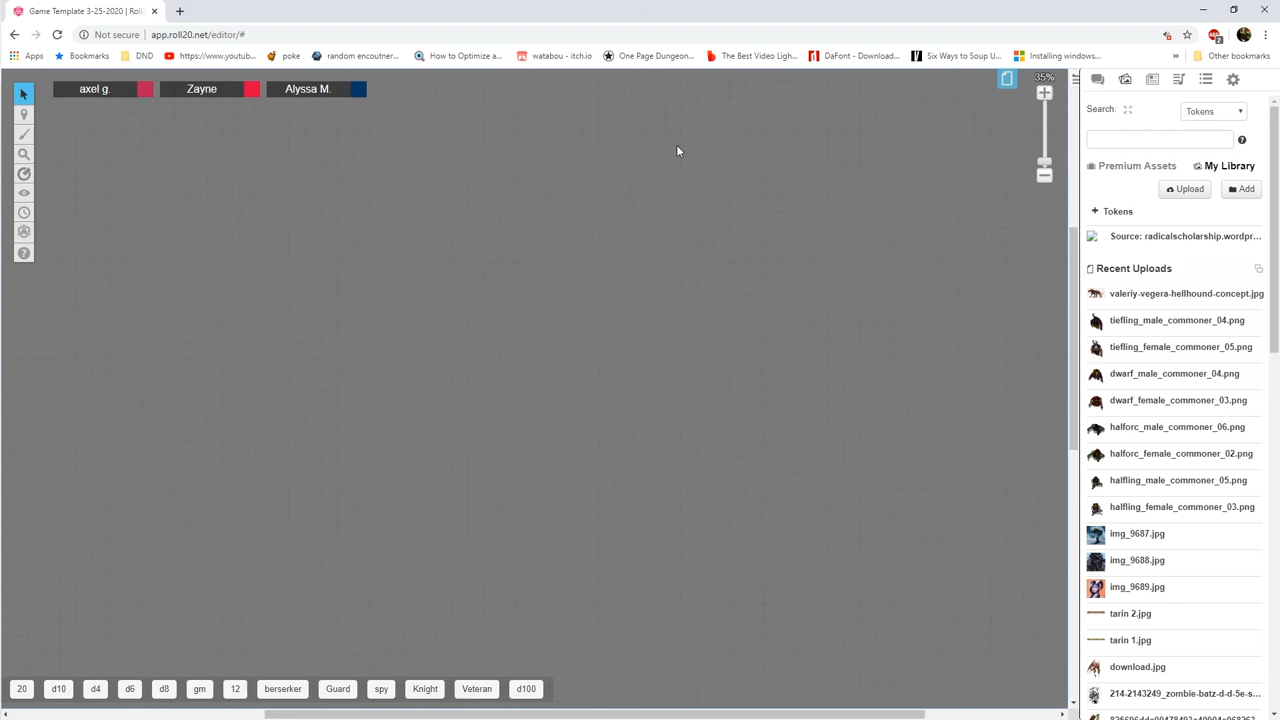 Game Template 3-25-2020 | Roll
Not secure | app.roll20.net/editor/#
Apps Bookmarks DND https://www.youtub... poke random encoutner... How to Optimize a... watabou - itch.io One Page Dungeon... The Best Video Ligh... DaFont - Download... Six Ways to Soup U... Installing windows... » Other bookmarks
axel g. Zayne Alyssa M. 35%
Search: Tokens
Premium Assets My Library
Upload Add
+ Tokens
Source: radicalscholarship.wordpr...
Recent Uploads
valeriy-vegera-hellhound-concept.jpg
tiefling_male_commoner_04.png
tiefling_female_commoner_05.png
dwarf_male_commoner_04.png
dwarf_female_commoner_03.png
halforc_male_commoner_06.png
halforc_female_commoner_02.png
halfling_male_commoner_05.png
halfling_female_commoner_03.png
img_9687.jpg
img_9688.jpg
img_9689.jpg
tarin 2.jpg
tarin 1.jpg
download.jpg
214-2143249_zombie-batz-d-d-5e-s...
20 d10 d4 d6 d8 gm 12 berserker Guard spy Knight Veteran d100